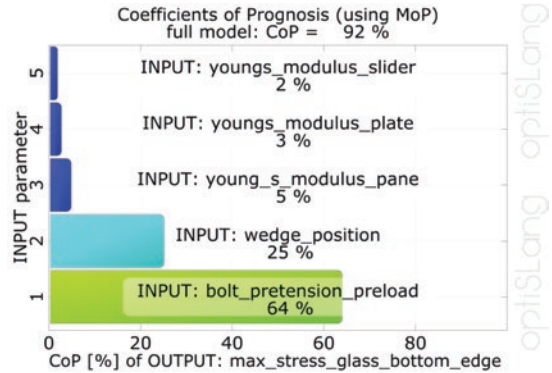 Coefficients of Prognosis (using MoP)
full model: CoP = 92 %
INPUT parameter
5
INPUT: youngs_modulus_slider
2 %
4
INPUT: youngs_modulus_plate
3 %
3
INPUT: young_s_modulus_pane
5 %
2
INPUT: wedge_position
25 %
1
INPUT: bolt_pretension_preload
64 %
0 20 40 60 80
CoP [%] of OUTPUT: max_stress_glass_bottom_edge
optiSLang
optiSLang